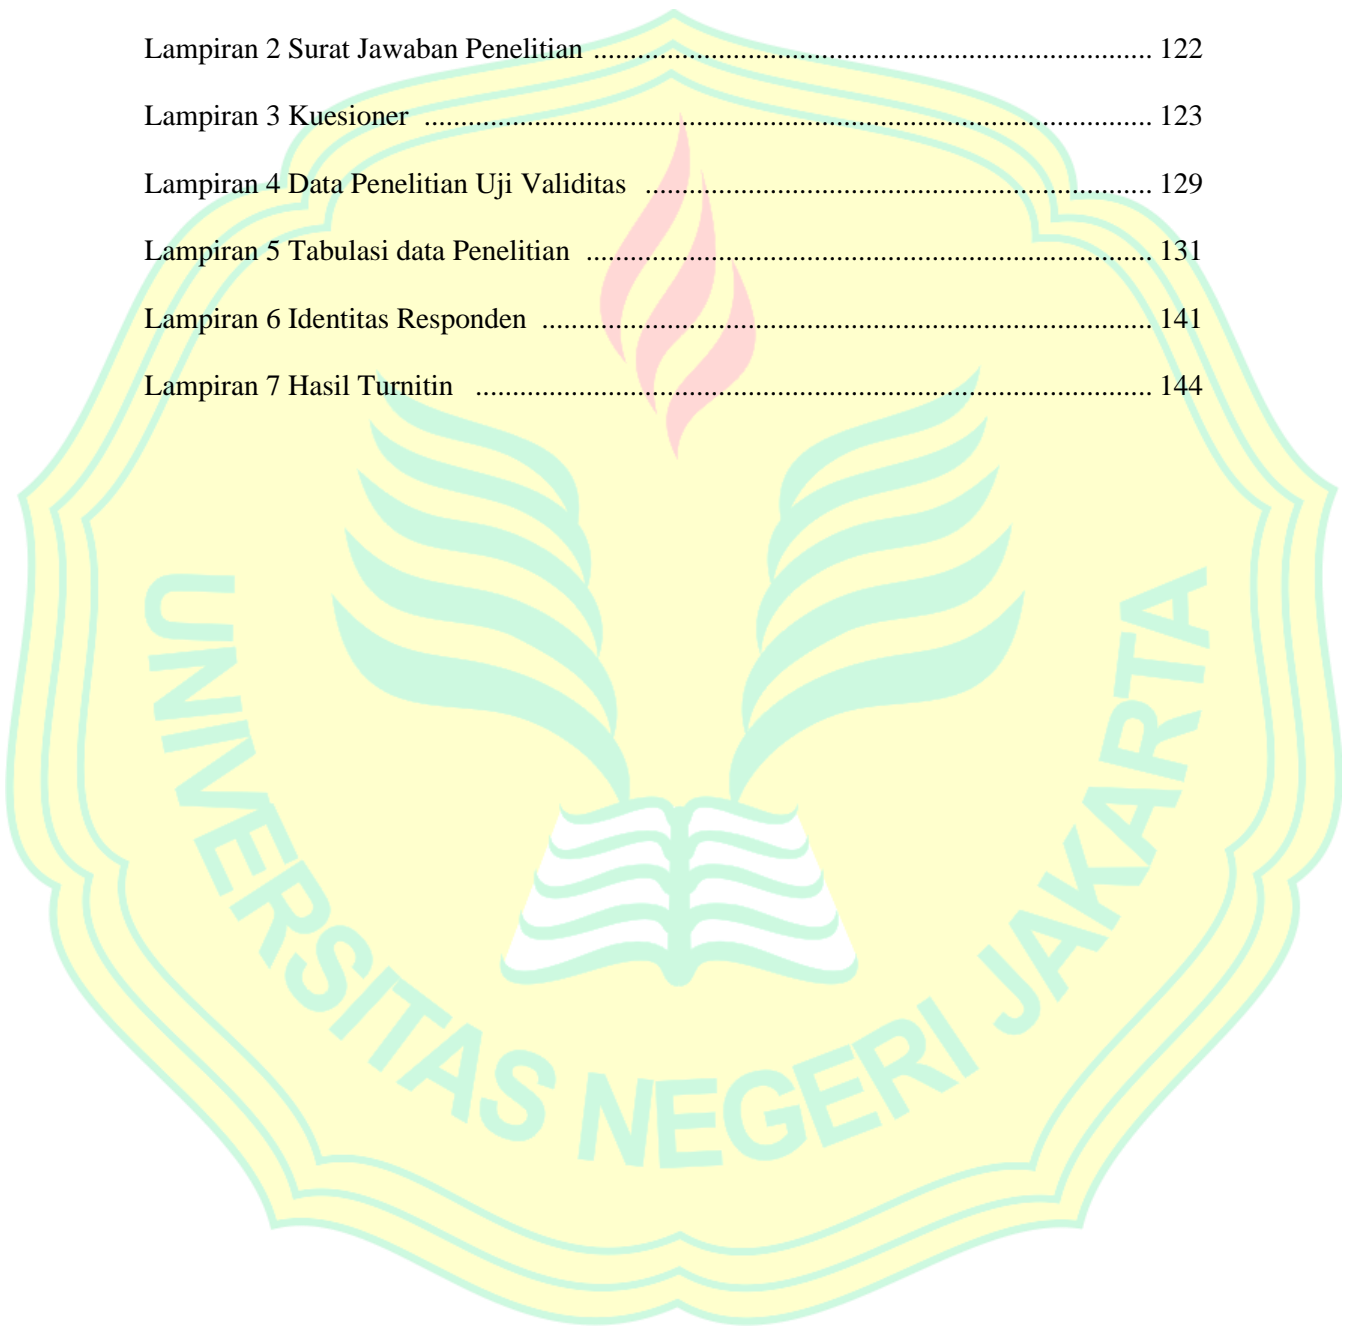 Lampiran 2 Surat Jawaban Penelitian ........................................................................... 122
Lampiran 3 Kuesioner .................................................................................................. 123
Lampiran 4 Data Penelitian Uji Validitas .................................................................... 129
Lampiran 5 Tabulasi data Penelitian ............................................................................ 131
Lampiran 6 Identitas Responden .................................................................................. 141
Lampiran 7 Hasil Turnitin ........................................................................................... 144
UNIVERSITAS NEGERI JAKARTA